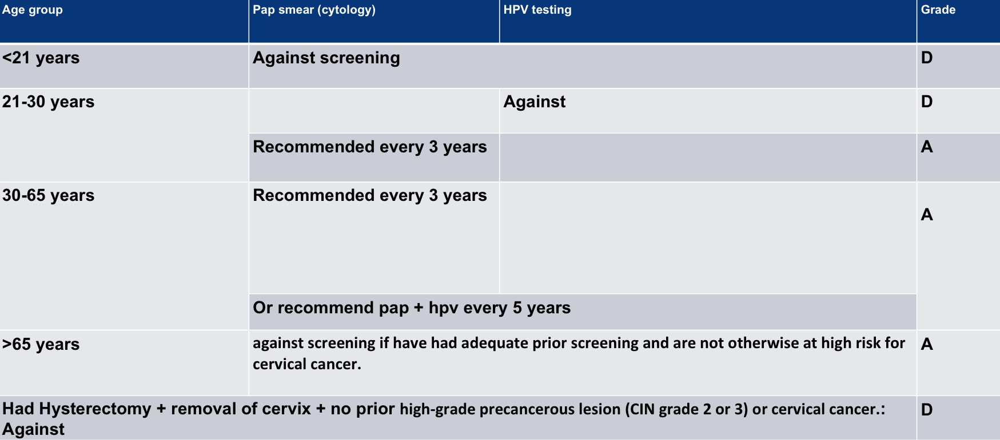 Age group
Pap smear (cytology)
HPV testing
Grade
<21 years
Against screening
D
21-30 years
Against
D
Recommended every 3 years
A
30-65 years
Recommended every 3 years
A
Or recommend pap + hpv every 5 years
>65 years
against screening if have had adequate prior screening and are not otherwise at high risk for
cervical cancer.
A
Had Hysterectomy + removal of cervix + no prior high-grade precancerous lesion (CIN grade 2 or 3) or cervical cancer.:
Against
D